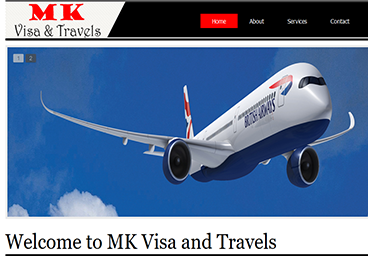 MK
Visa & Travels
Home About Services Contact
1 2
BRITISH AIRWAYS
Welcome to MK Visa and Travels